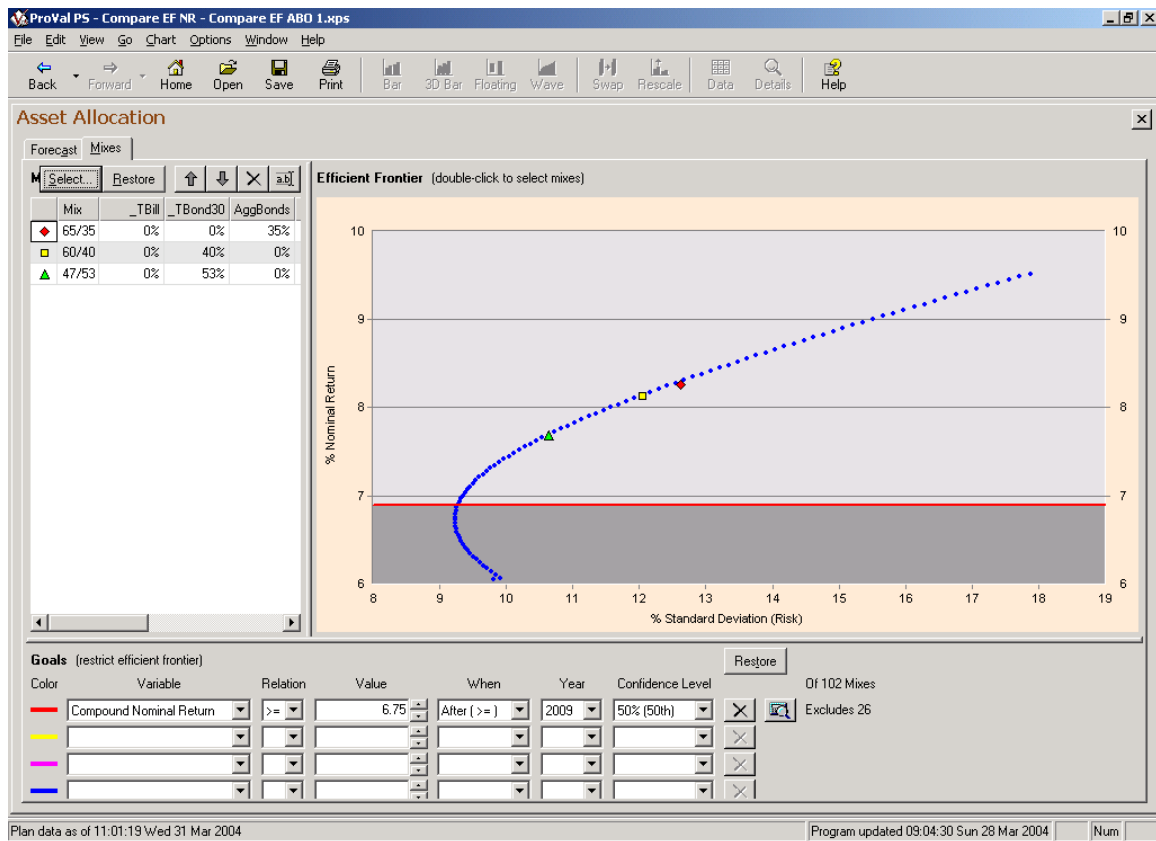 ProVal PS - Compare EF NR - Compare EF ABO 1.xps
File Edit View Go Chart Options Window Help
Back Forward Home Open Save Print Bar 3D Bar Floating Wave Swap Rescale Data Details Help
Asset Allocation
Forecast Mixes
M Select... Restore a.b Efficient Frontier (double-click to select mixes)
Mix _TBill _TBond30 AggBonds
65/35 0% 0% 35%
60/40 0% 40% 0%
47/53 0% 53% 0%
10 10
9 9
8 8
7 7
6 6
% Nominal Return
8 9 10 11 12 13 14 15 16 17 18 19
% Standard Deviation (Risk)
Goals (restrict efficient frontier) Restore
Color Variable Relation Value When Year Confidence Level Of 102 Mixes
Compound Nominal Return >= 6.75 After ( >= ) 2009 50% (50th) Excludes 26
Plan data as of 11:01:19 Wed 31 Mar 2004 Program updated 09:04:30 Sun 28 Mar 2004 Num